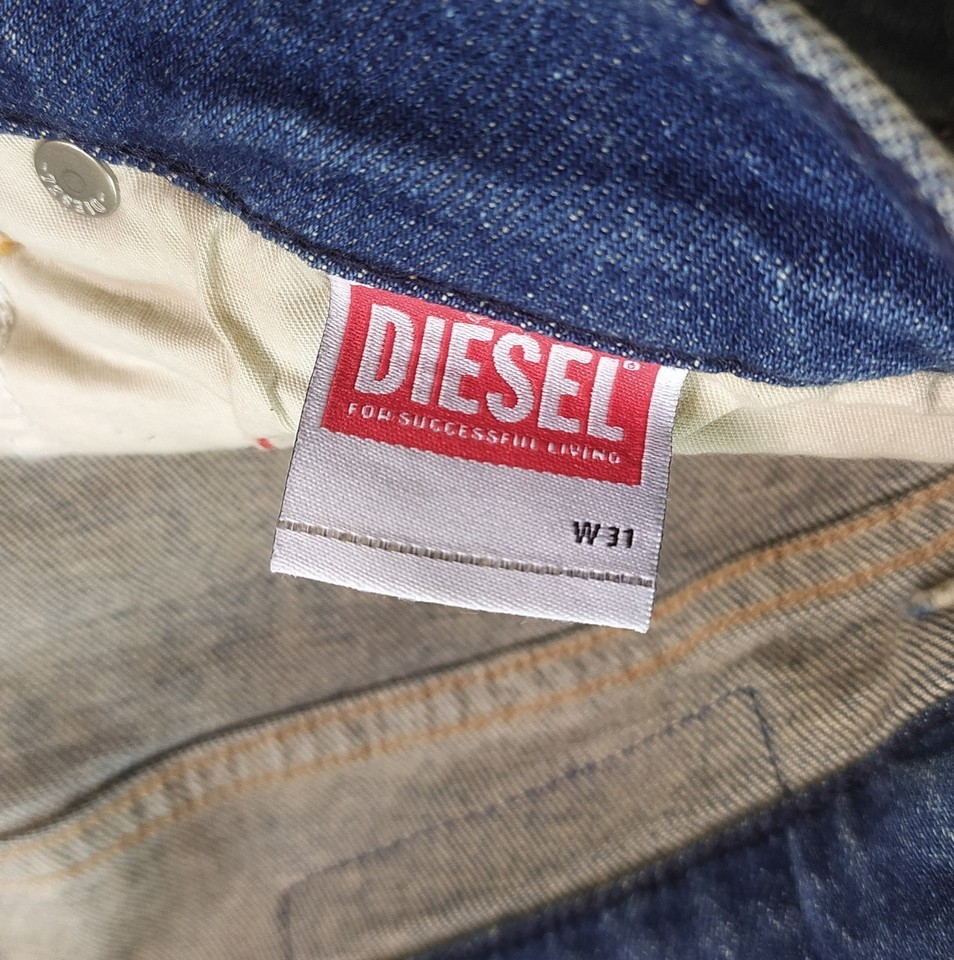 DIESEL
DIESEL®
FOR SUCCESSFUL LIVING
W 31